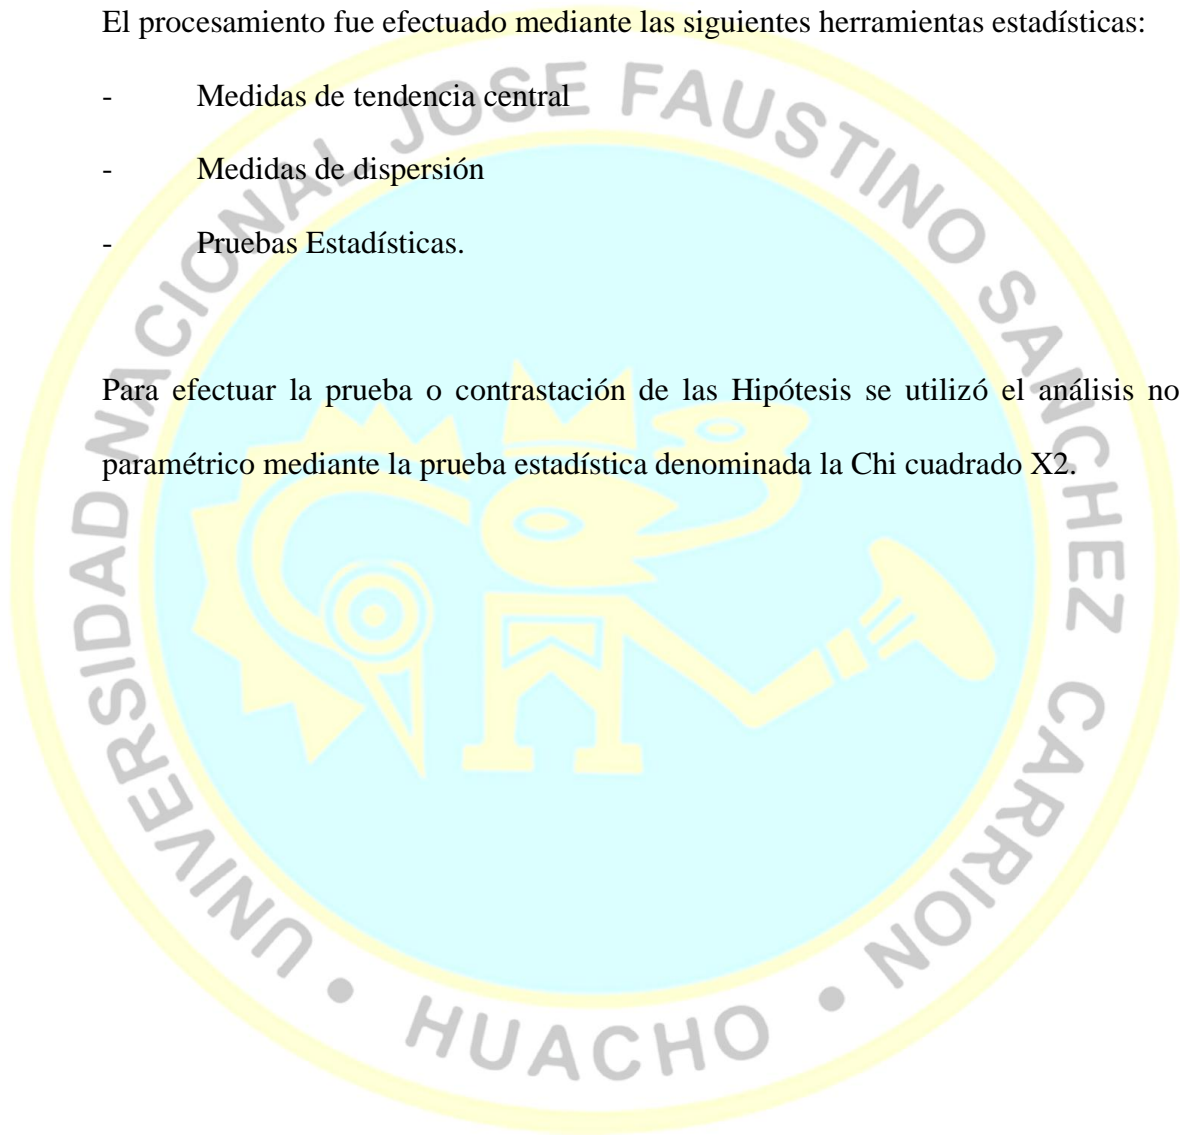 El procesamiento fue efectuado mediante las siguientes herramientas estadísticas:
- Medidas de tendencia central
- Medidas de dispersión
- Pruebas Estadísticas.
Para efectuar la prueba o contrastación de las Hipótesis se utilizó el análisis no
paramétrico mediante la prueba estadística denominada la Chi cuadrado X2.
UNIVERSIDAD NACIONAL JOSE FAUSTINO SANCHEZ CARRION • HUACHO •